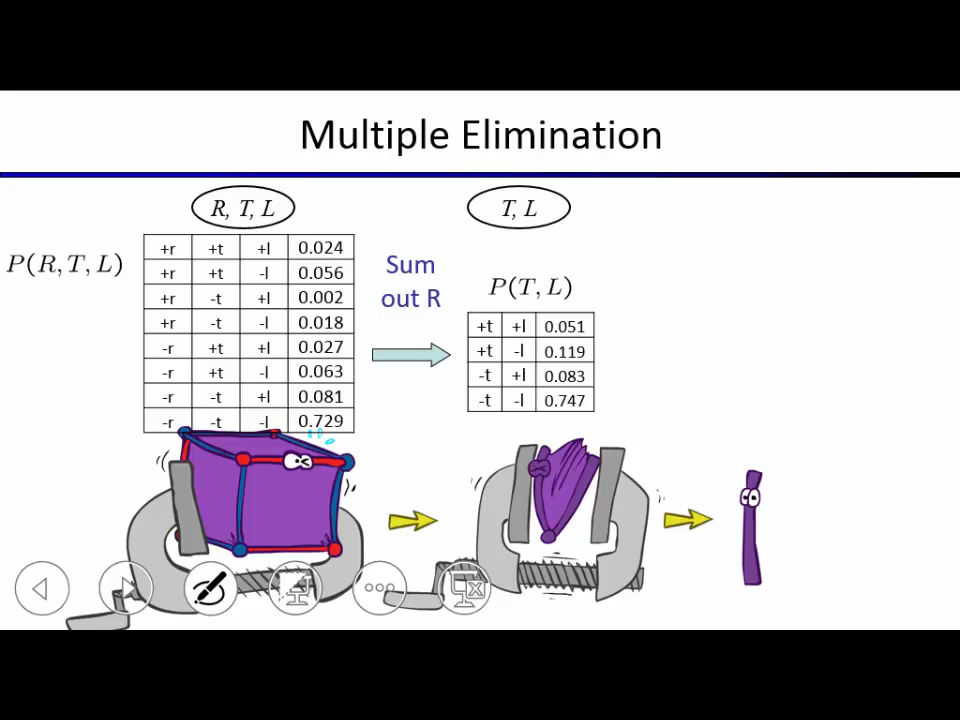 Multiple Elimination
R, T, L
P(R, T, L)
+r +t +l 0.024
+r +t -l 0.056
+r -t +l 0.002
+r -t -l 0.018
-r +t +l 0.027
-r +t -l 0.063
-r -t +l 0.081
-r -t -l 0.729
Sum
out R
T, L
P(T, L)
+t +l 0.051
+t -l 0.119
-t +l 0.083
-t -l 0.747